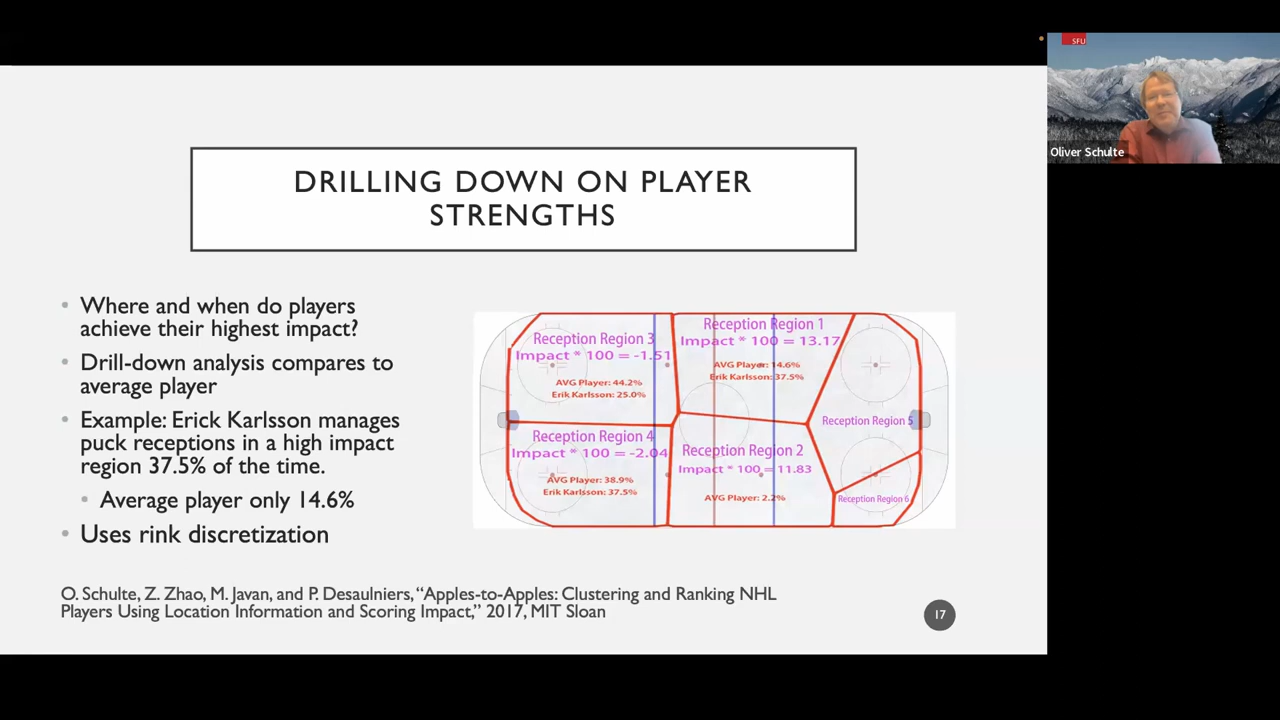 SFU
Oliver Schulte
DRILLING DOWN ON PLAYER
STRENGTHS
• Where and when do players
achieve their highest impact?
• Drill-down analysis compares to
average player
• Example: Erick Karlsson manages
puck receptions in a high impact
region 37.5% of the time.
• Average player only 14.6%
• Uses rink discretization
Reception Region 3
Impact * 100 = -1.51
AVG Player: 44.2%
Erik Karlsson: 25.0%
Reception Region 1
Impact * 100 = 13.17
AVG Player: 14.6%
Erik Karlsson: 37.5%
Reception Region 4
Impact * 100 = -2.04
AVG Player: 38.9%
Erik Karlsson: 37.5%
Reception Region 2
Impact * 100 = 11.83
AVG Player: 2.2%
Reception Region 5
Reception Region 6
O. Schulte, Z. Zhao, M. Javan, and P. Desaulniers, “Apples-to-Apples: Clustering and Ranking NHL
Players Using Location Information and Scoring Impact,” 2017, MIT Sloan
17